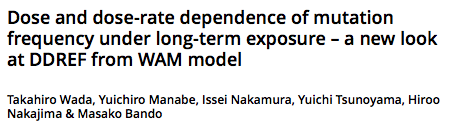 Dose and dose-rate dependence of mutation
frequency under long-term exposure – a new look
at DDREF from WAM model
Takahiro Wada, Yuichiro Manabe, Issei Nakamura, Yuichi Tsunoyama, Hiroo
Nakajima & Masako Bando